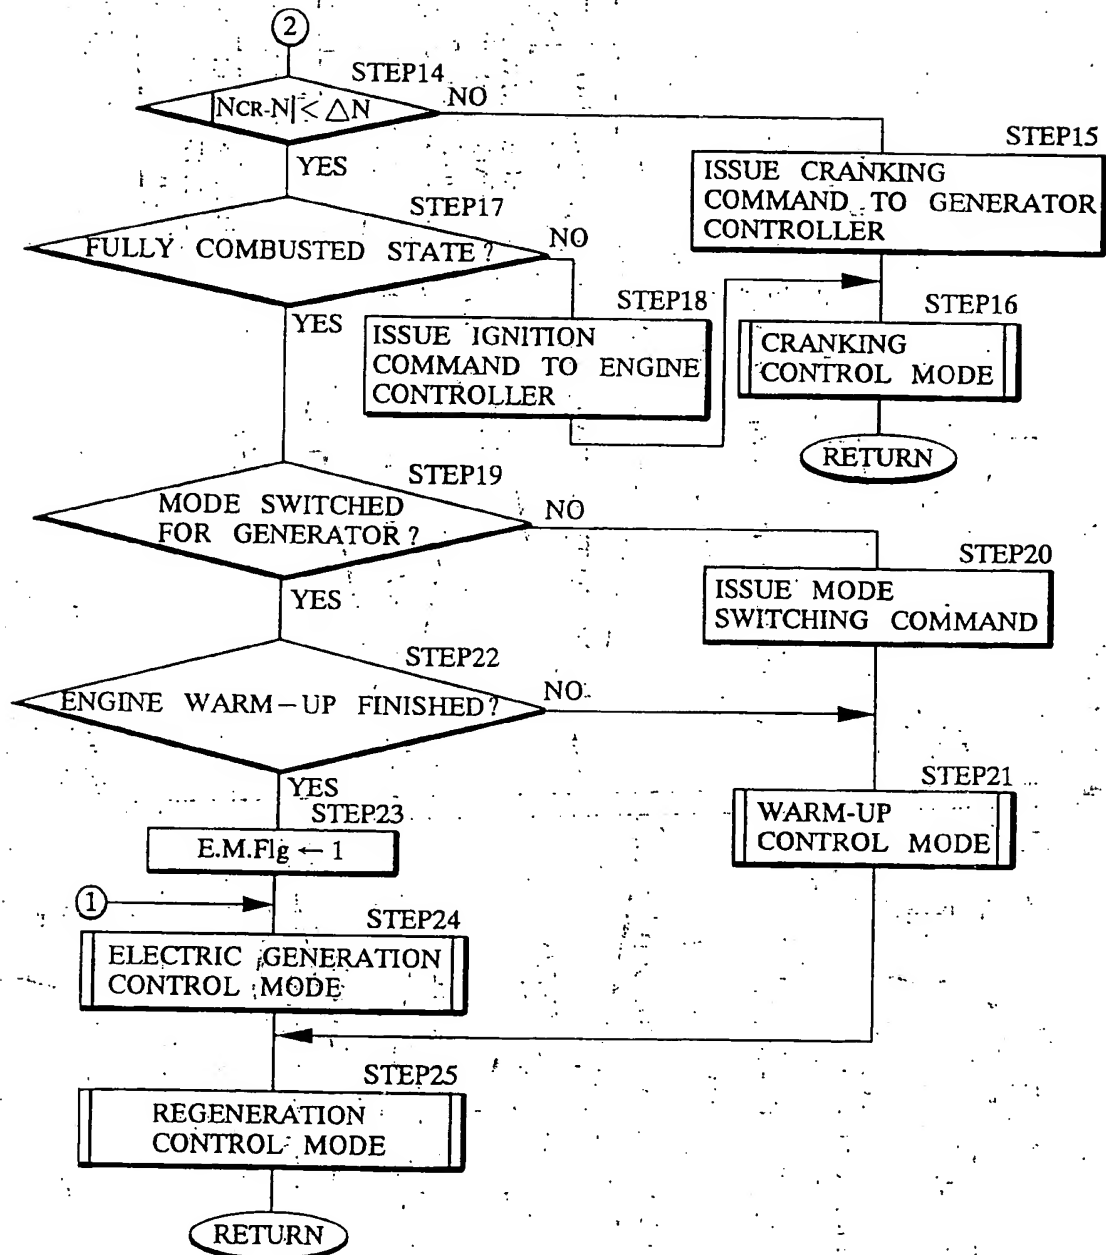 2
STEP14
|NCR-N|< △N
NO
YES
STEP15
ISSUE CRANKING
COMMAND TO GENERATOR
CONTROLLER
STEP17
FULLY COMBUSTED STATE?
NO
YES
STEP18
ISSUE IGNITION
COMMAND TO ENGINE
CONTROLLER
STEP16
CRANKING
CONTROL MODE
RETURN
STEP19
MODE SWITCHED
FOR GENERATOR?
NO
YES
STEP20
ISSUE MODE
SWITCHING COMMAND
STEP22
ENGINE WARM-UP FINISHED?
NO
YES
STEP21
WARM-UP
CONTROL MODE
STEP23
E.M.Flg ← 1
1
STEP24
ELECTRIC GENERATION
CONTROL MODE
STEP25
REGENERATION
CONTROL MODE
RETURN